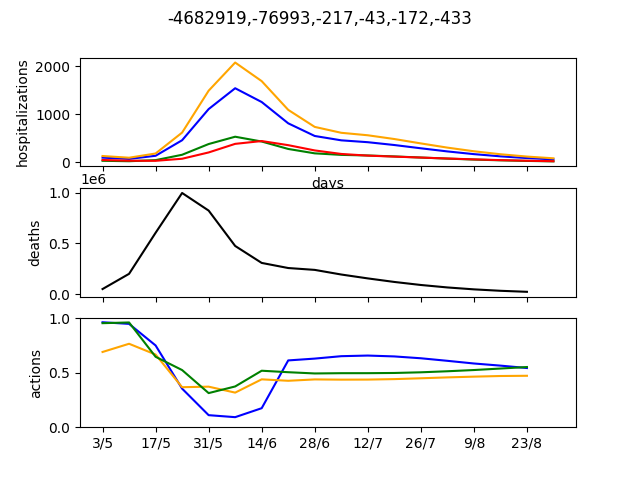 -4682919,-76993,-217,-43,-172,-433
2000
1000
0
hospitalizations
days
1e6
1.0
0.5
0.0
deaths
1.0
0.5
0.0
actions
3/5 17/5 31/5 14/6 28/6 12/7 26/7 9/8 23/8